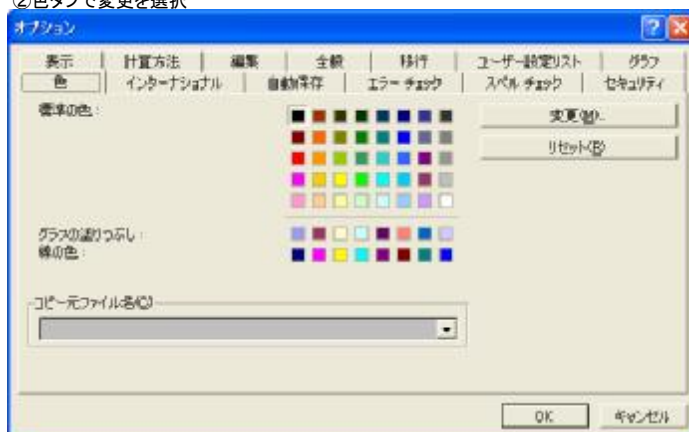 ②色タブで変更を選択
オプション
表示 計算方法 編集 全般 移行 ユーザー設定リスト グラフ
色 インターナショナル 自動保存 エラー チェック スペル チェック セキュリティ
標準の色:
変更(M)...
リセット(R)
グラフの塗りつぶし:
線の色:
コピー元ファイル名(C)
OK キャンセル